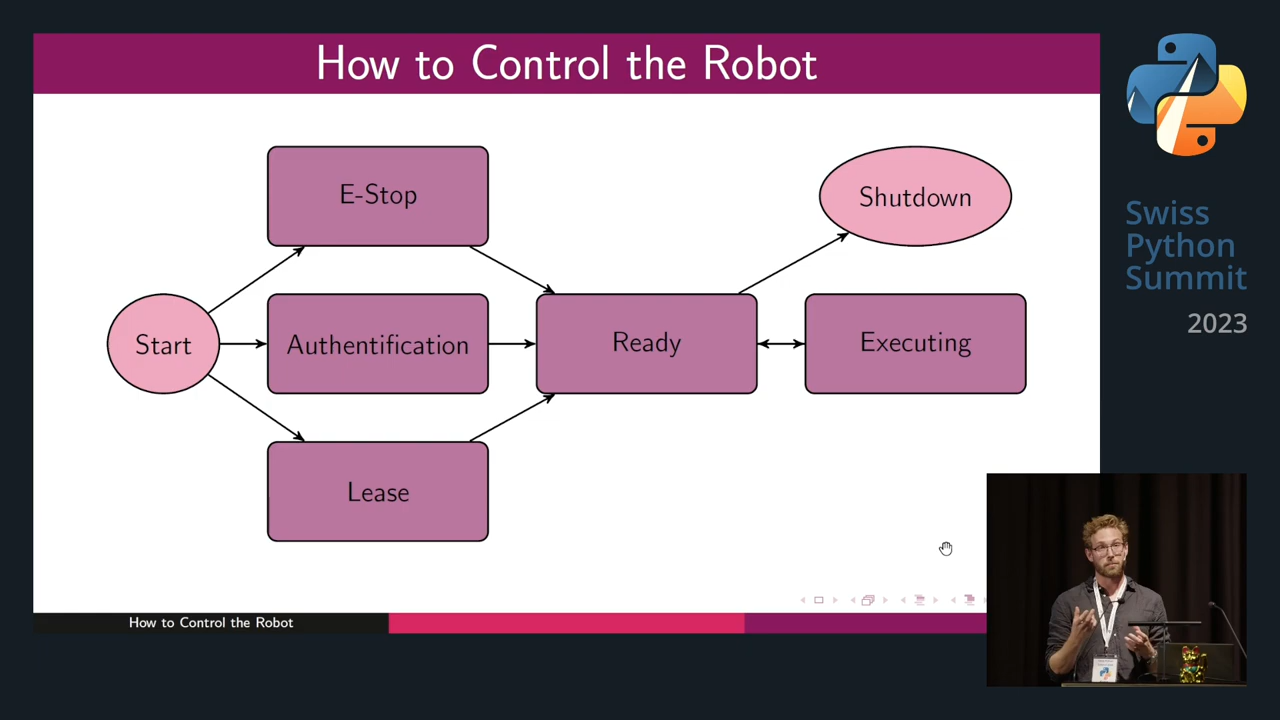 How to Control the Robot
E-Stop
Shutdown
Start
Authentification
Ready
Executing
Lease
How to Control the Robot
Swiss
Python
Summit
2023